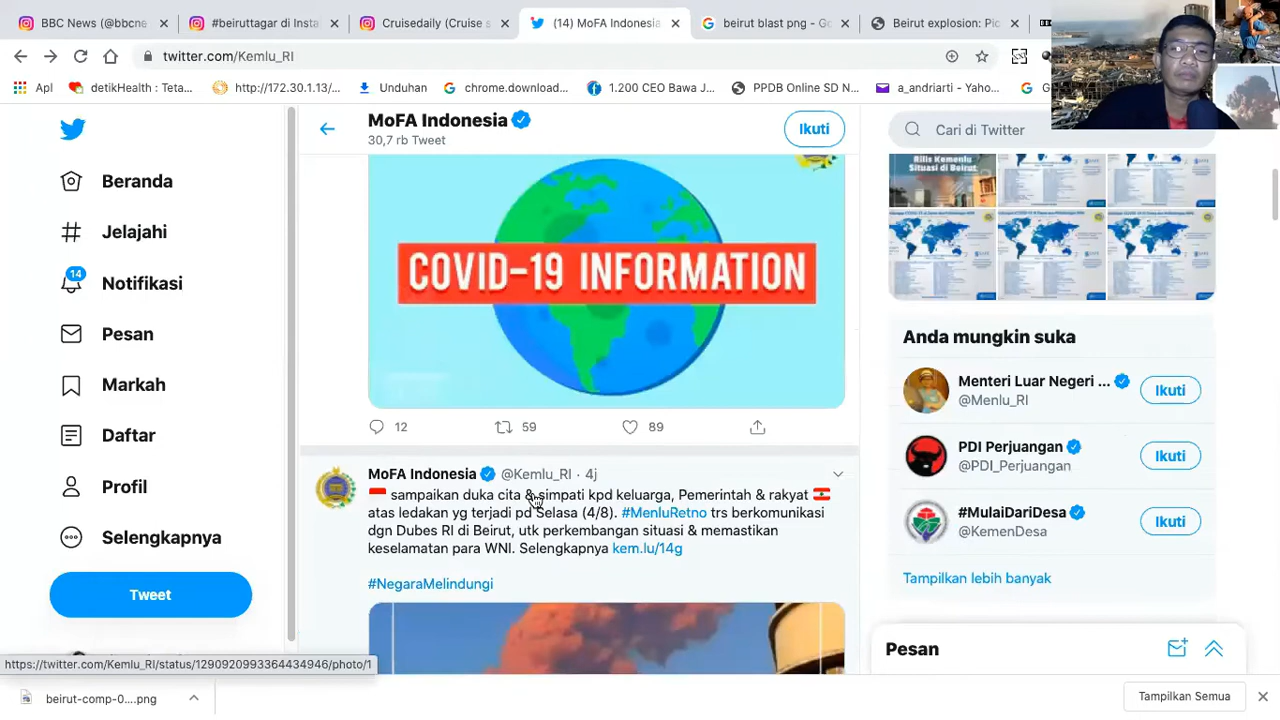 BBC News (@bbcne
#beiruttagar di Inst
Cruisedaily (Cruise s
(14) MoFA Indonesia
beirut blast png - Go
Beirut explosion: Pic
twitter.com/Kemlu_RI
Apl
detikHealth : Teta...
http://172.30.1.13/...
Unduhan
chrome.download...
1.200 CEO Bawa J...
PPDB Online SD N...
a_andriarti - Yaho...
MoFA Indonesia
30,7 rb Tweet
Ikuti
Cari di Twitter
Beranda
Jelajahi
14
Notifikasi
Pesan
Markah
Daftar
Profil
Selengkapnya
Tweet
COVID-19 INFORMATION
12
59
89
MoFA Indonesia @Kemlu_RI · 4j
sampaikan duka cita & simpati kpd keluarga, Pemerintah & rakyat
atas ledakan yg terjadi pd Selasa (4/8). #MenluRetno trs berkomunikasi
dgn Dubes RI di Beirut, utk perkembangan situasi & memastikan
keselamatan para WNI. Selengkapnya kem.lu/14g
#NegaraMelindungi
Rilis Kemenlu
Situasi di Beirut
Anda mungkin suka
Menteri Luar Negeri ...
@Menlu_RI
Ikuti
PDI Perjuangan
@PDI_Perjuangan
Ikuti
#MulaiDariDesa
@KemenDesa
Ikuti
Tampilkan lebih banyak
Pesan
https://twitter.com/Kemlu_RI/status/1290920993364434946/photo/1
beirut-comp-0....png
Tampilkan Semua